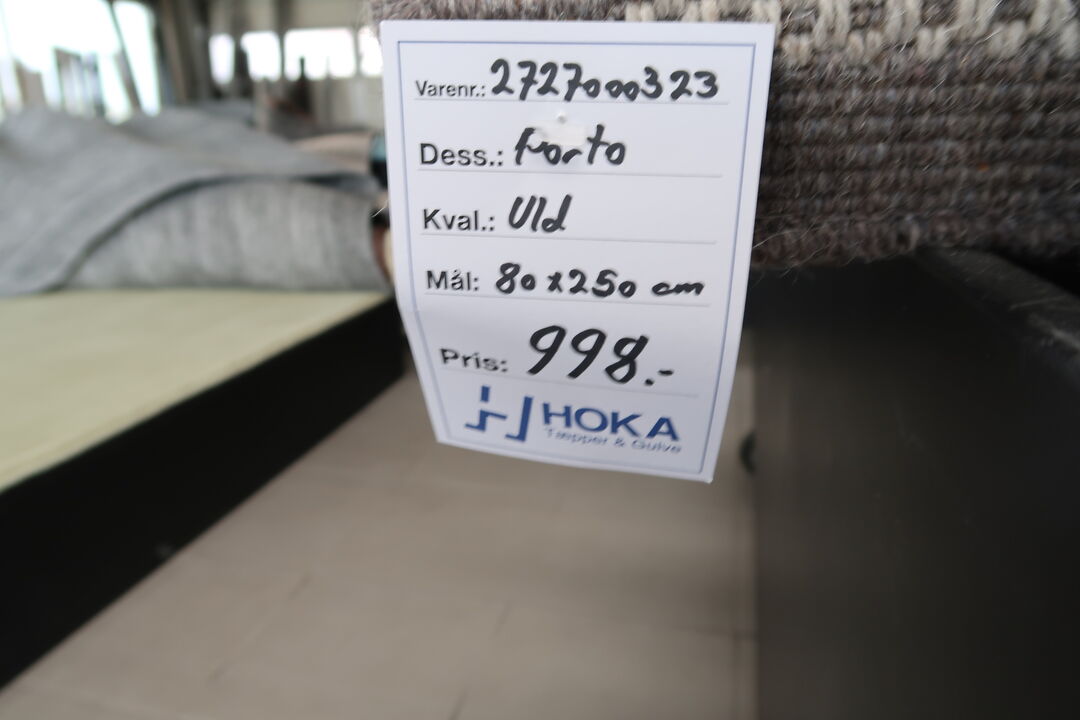 Varenr.: 2727000323
Dess.: Porto
Kval.: Uld
Mål: 80 x 250 cm
Pris: 998.-
HOKA
Tæpper & Gulve